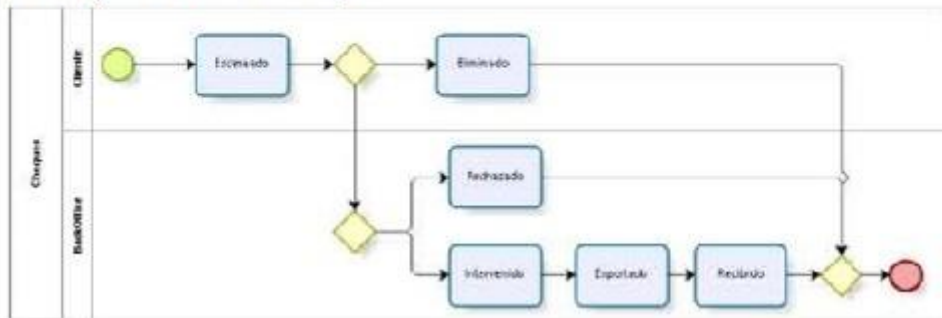 Cheques
Cliente
Escaneado
Eliminado
BackOffice
Rechazado
Intervenido
Exportado
Recibido